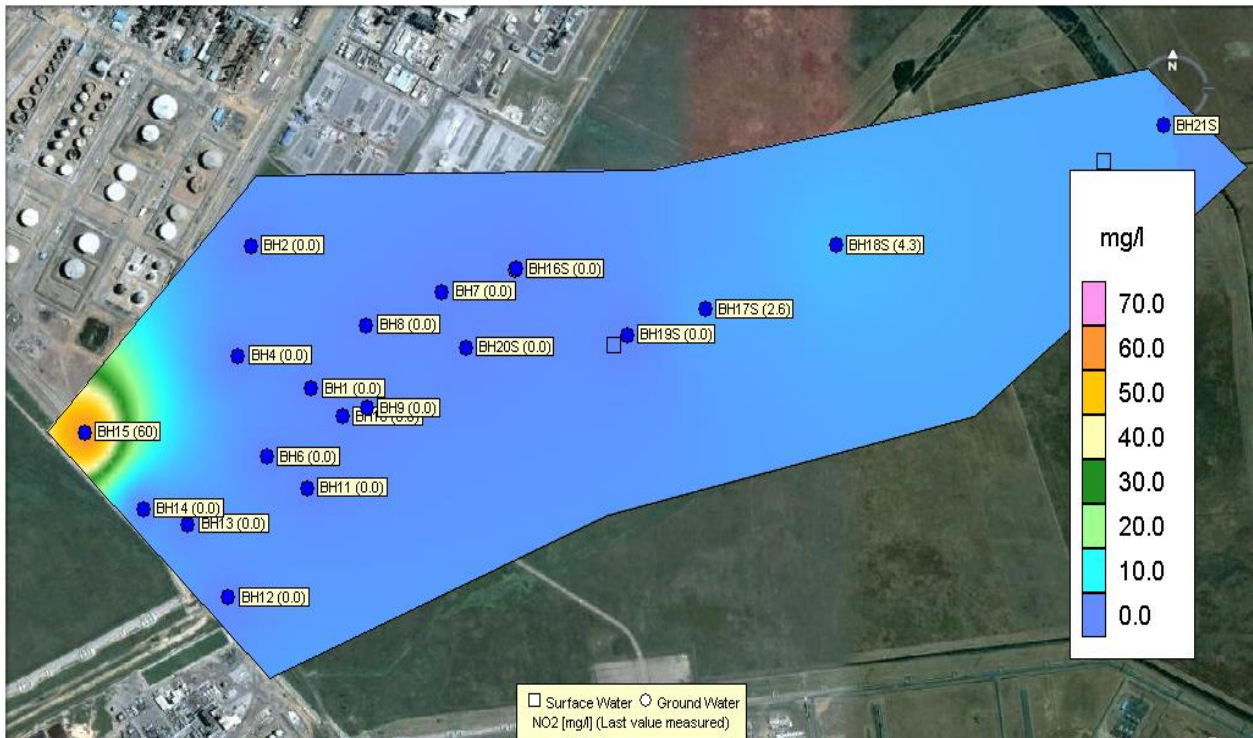 N
BH21S
BH2 (0.0)
BH18S (4.3)
mg/l
BH16S (0.0)
BH7 (0.0)
70.0
BH17S (2.6)
BH8 (0.0)
BH19S (0.0)
60.0
BH20S (0.0)
BH4 (0.0)
50.0
BH1 (0.0)
BH9 (0.0)
40.0
BH15 (60)
BH6 (0.0)
30.0
BH11 (0.0)
BH14 (0.0)
BH13 (0.0)
20.0
10.0
BH12 (0.0)
0.0
Surface Water Ground Water
NO2 [mg/l] (Last value measured)